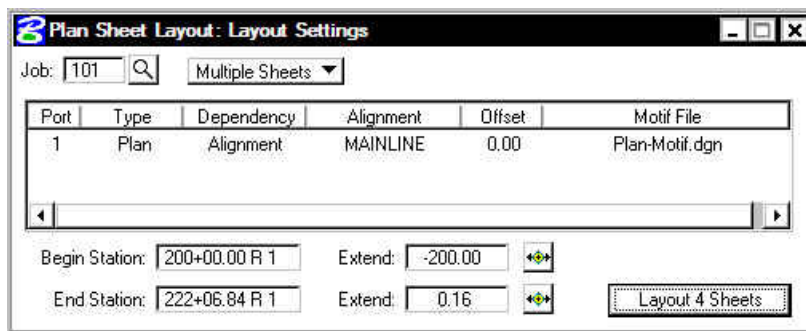 Plan Sheet Layout: Layout Settings
Job: 101 Multiple Sheets
Port Type Dependency Alignment Offset Motif File
1 Plan Alignment MAINLINE 0.00 Plan-Motif.dgn
Begin Station: 200+00.00 R 1 Extend: -200.00
End Station: 222+06.84 R 1 Extend: 0.16 Layout 4 Sheets